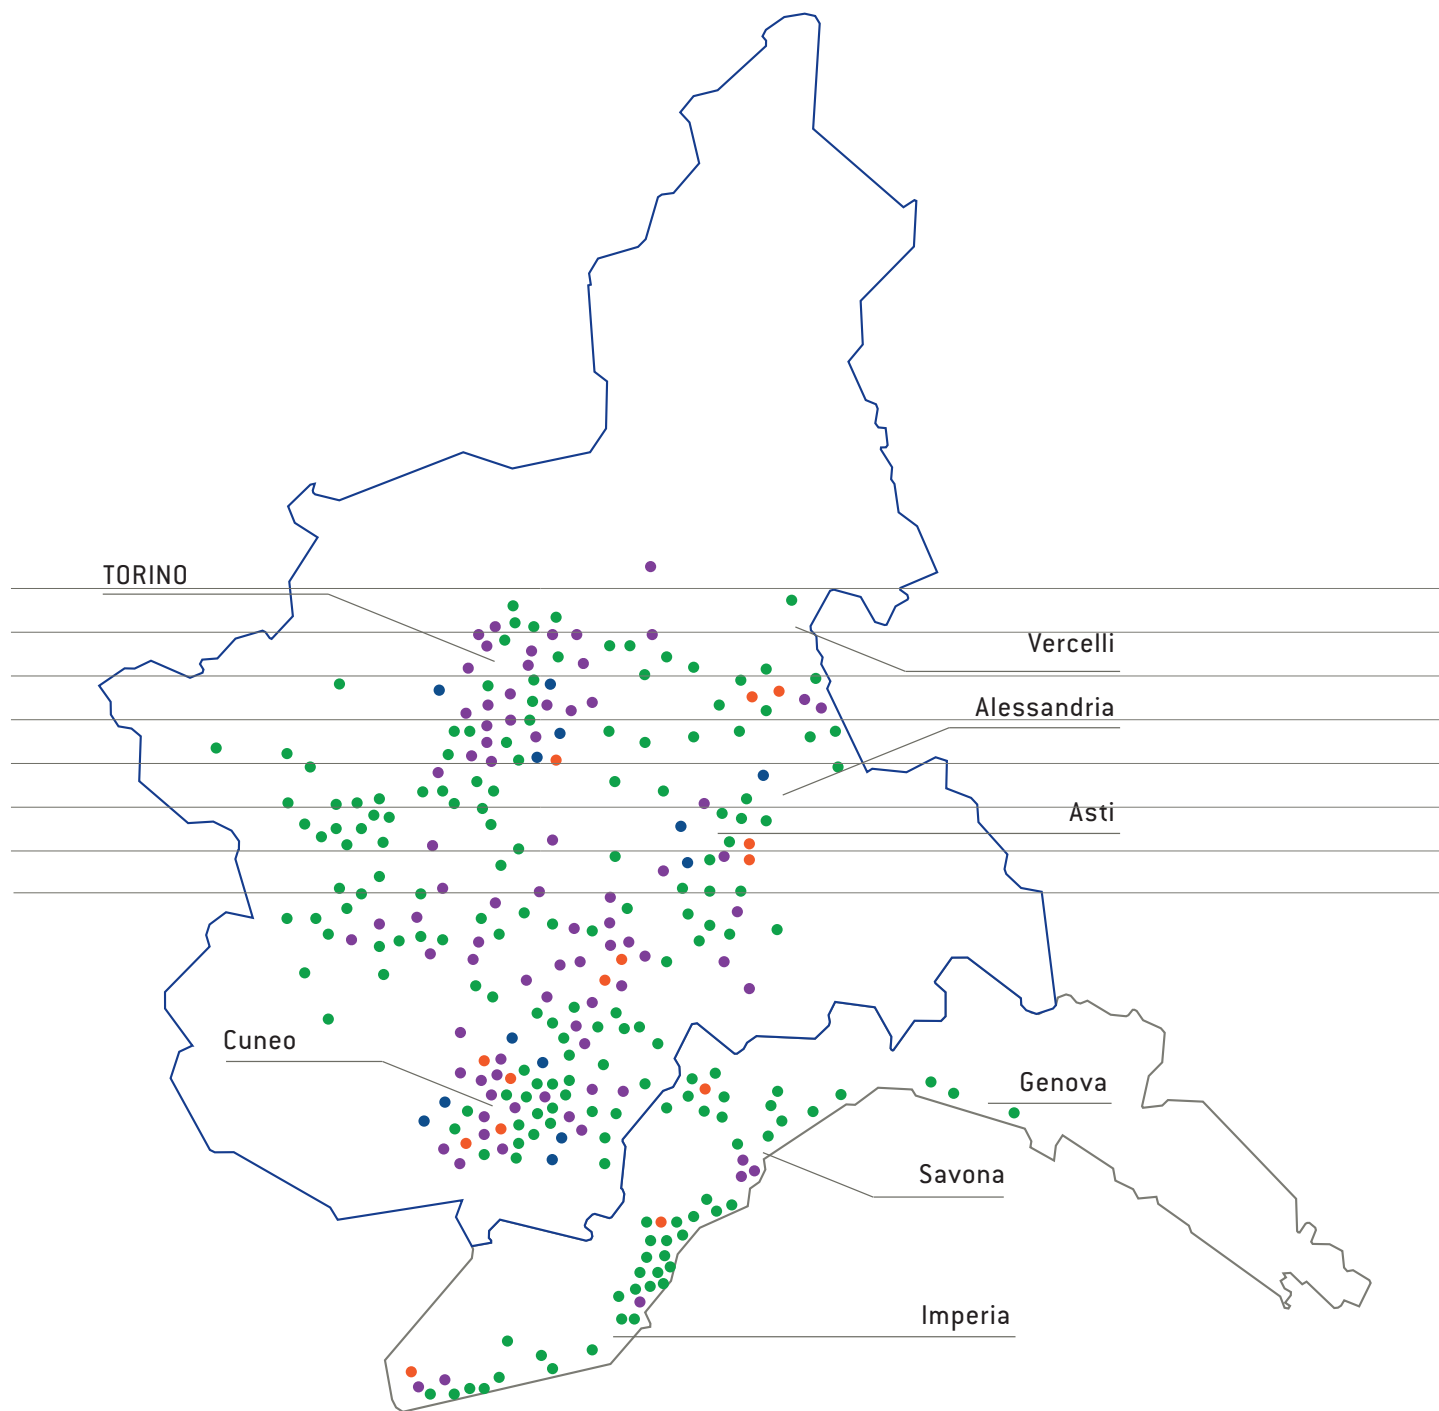 TORINO
Vercelli
Alessandria
Asti
Cuneo
Genova
Savona
Imperia